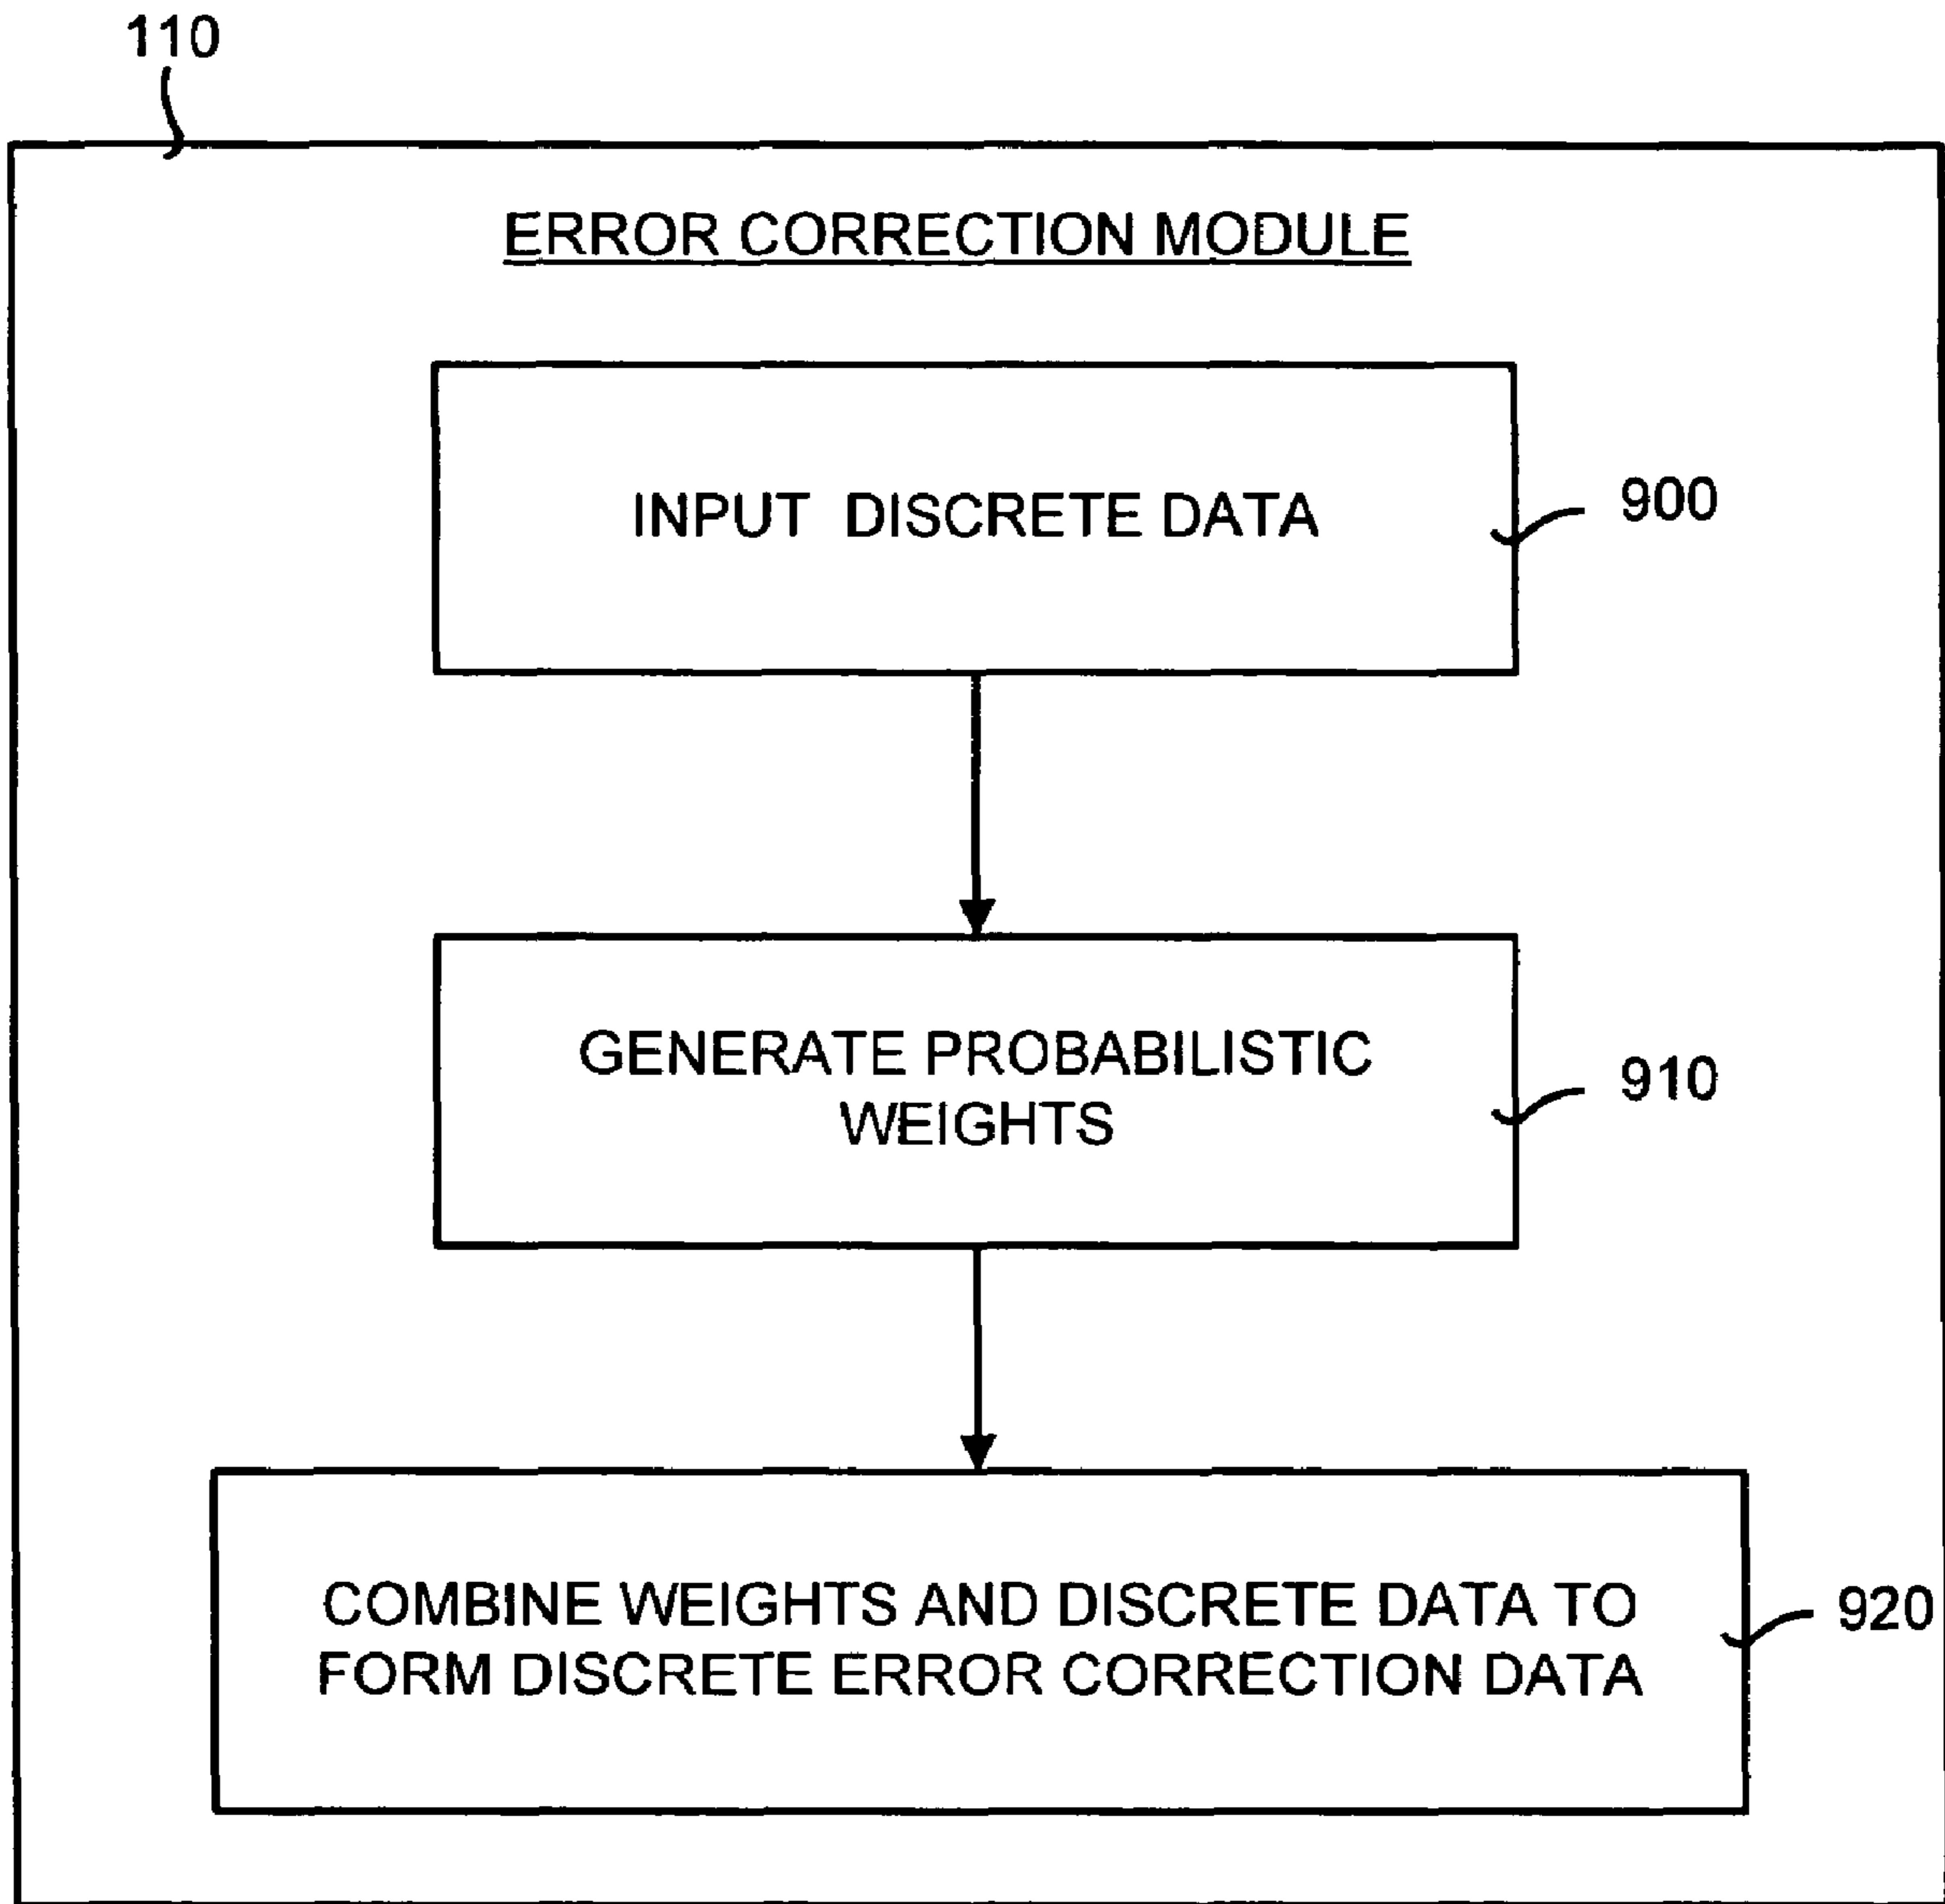 110
ERROR CORRECTION MODULE
INPUT DISCRETE DATA
900
GENERATE PROBABILISTIC
WEIGHTS
910
COMBINE WEIGHTS AND DISCRETE DATA TO
FORM DISCRETE ERROR CORRECTION DATA
920